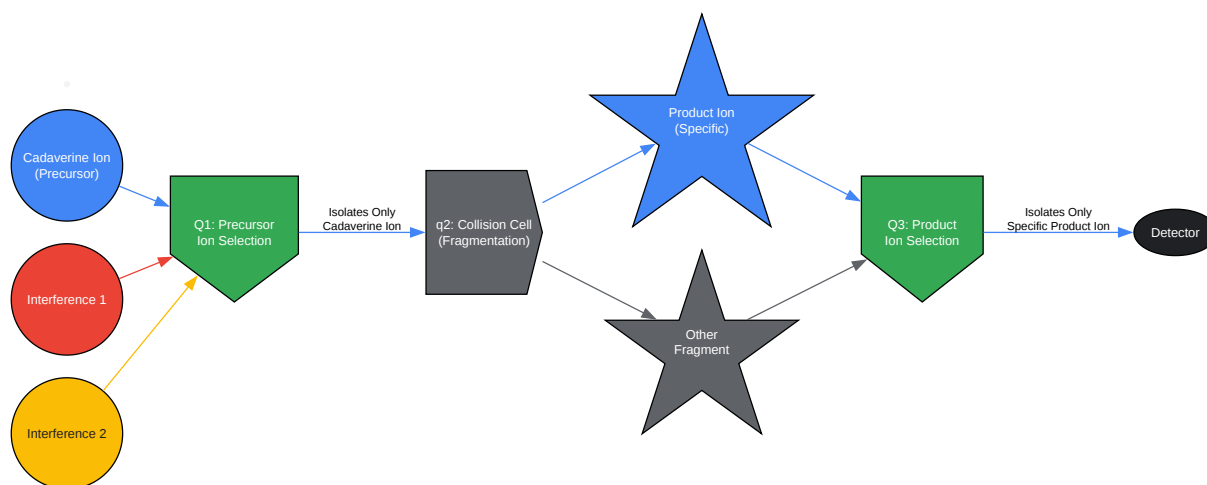 Cadaverine Ion
(Precursor)
Interference 1
Interference 2
Q1: Precursor
Ion Selection
Isolates Only
Cadaverine Ion
q2: Collision Cell
(Fragmentation)
Product Ion
(Specific)
Other
Fragment
Q3: Product
Ion Selection
Isolates Only
Specific Product Ion
Detector